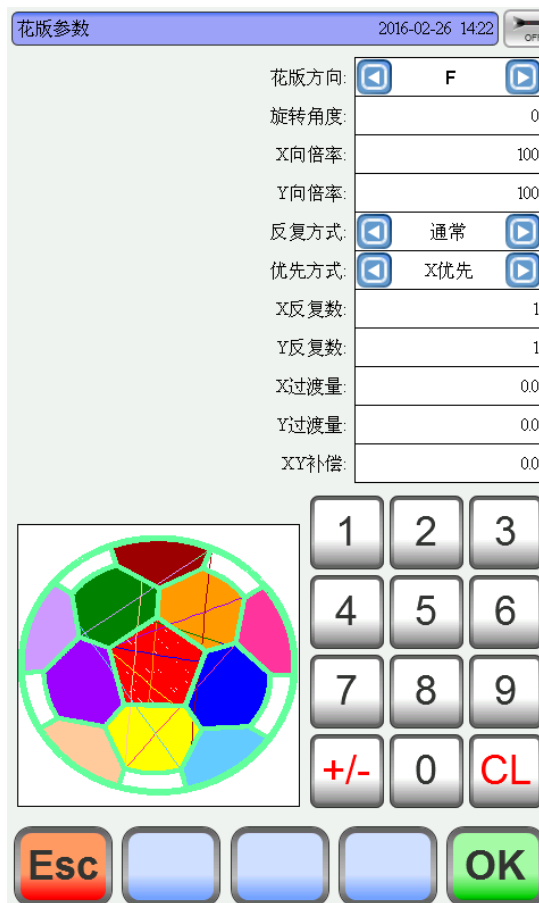 花版参数 2016-02-26 14:22
OFF
花版方向: F
旋转角度: 0
X向倍率: 100
Y向倍率: 100
反复方式: 通常
优先方式: X优先
X反复数: 1
Y反复数: 1
X过渡量: 0.0
Y过渡量: 0.0
XY补偿: 0.0
1 2 3
4 5 6
7 8 9
+/- 0 CL
Esc OK